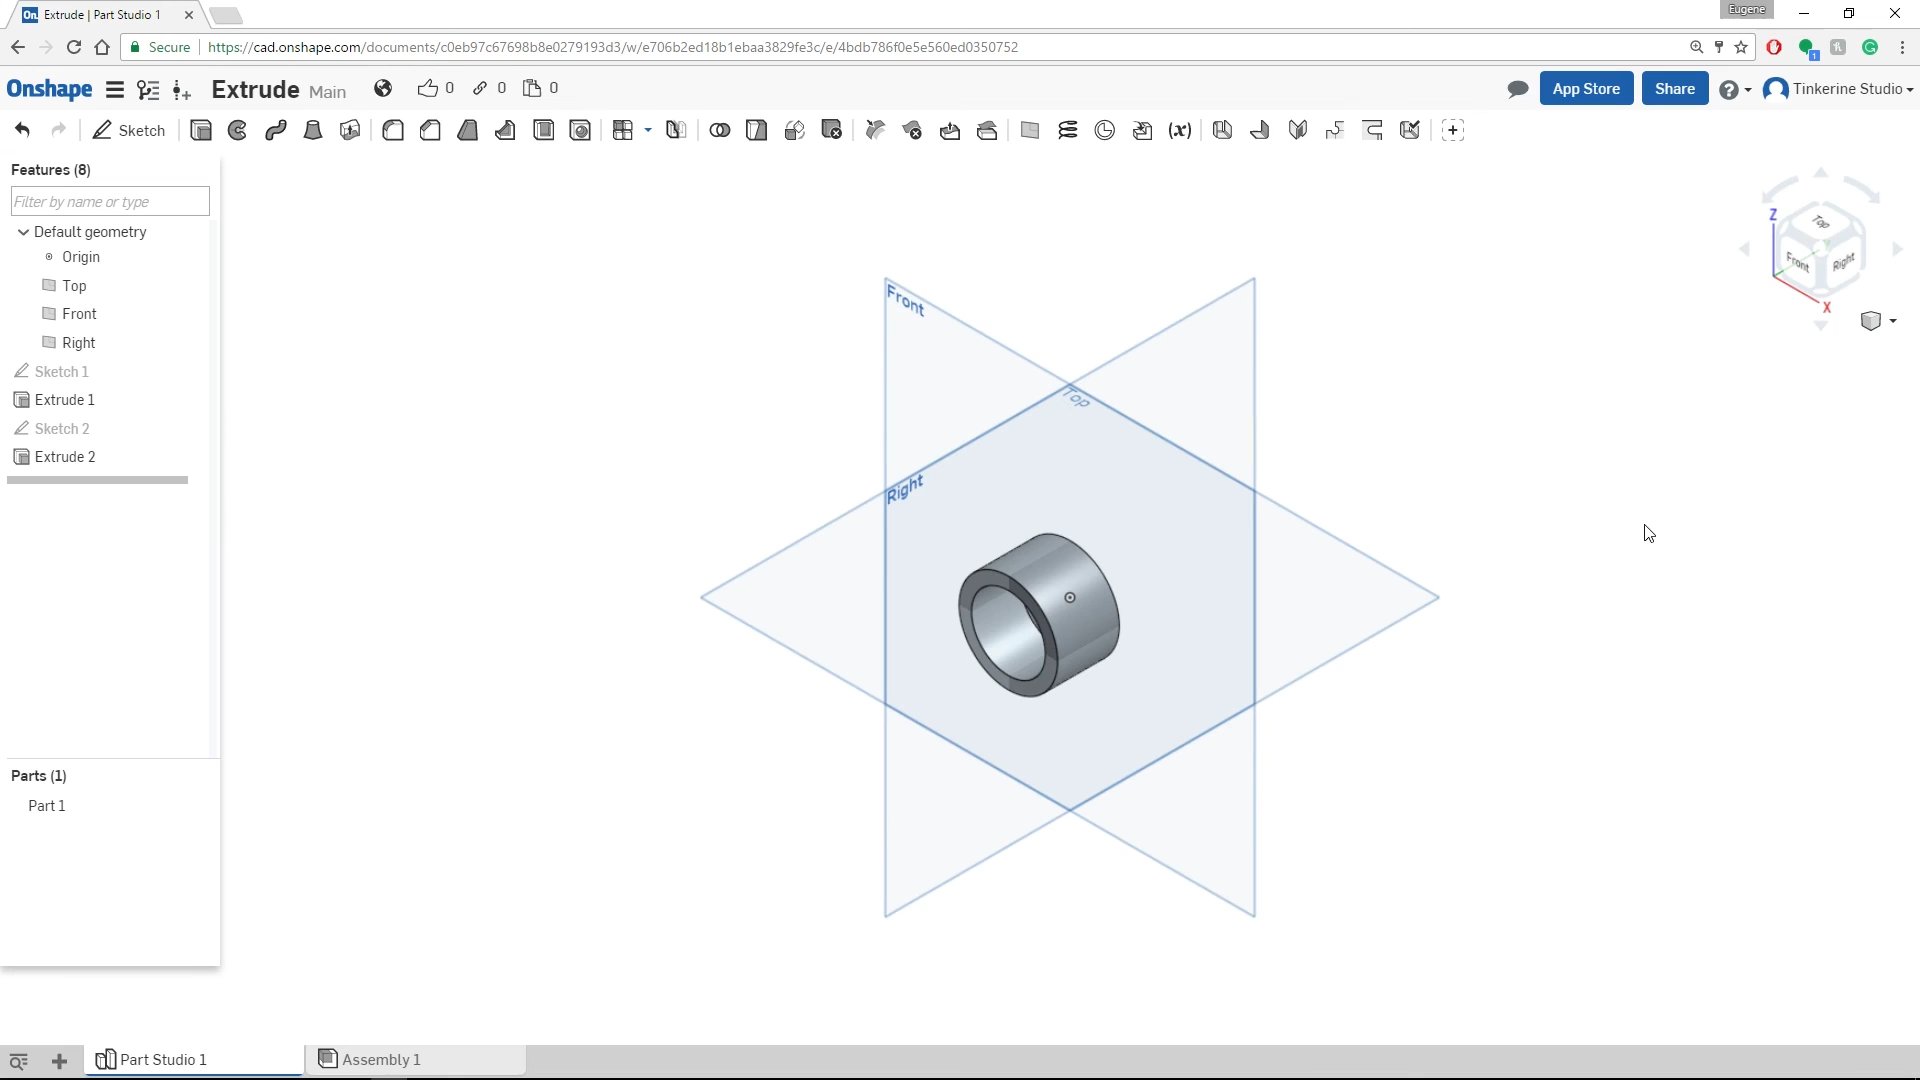 Extrude | Part Studio 1
Eugene
Secure
https://cad.onshape.com/documents/c0eb97c67698b8e0279193d3/w/e706b2ed18b1ebaa3829fe3c/e/4bdb786f0e5e560ed0350752
1
Onshape
Extrude Main
0
0
0
App Store
Share
Tinkerine Studio
Sketch
(x)
Features (8)
Filter by name or type
Default geometry
Origin
Top
Front
Right
Sketch 1
Extrude 1
Sketch 2
Extrude 2
Front
Top
Right
Z
Top
Front
Right
X
Parts (1)
Part 1
Part Studio 1
Assembly 1